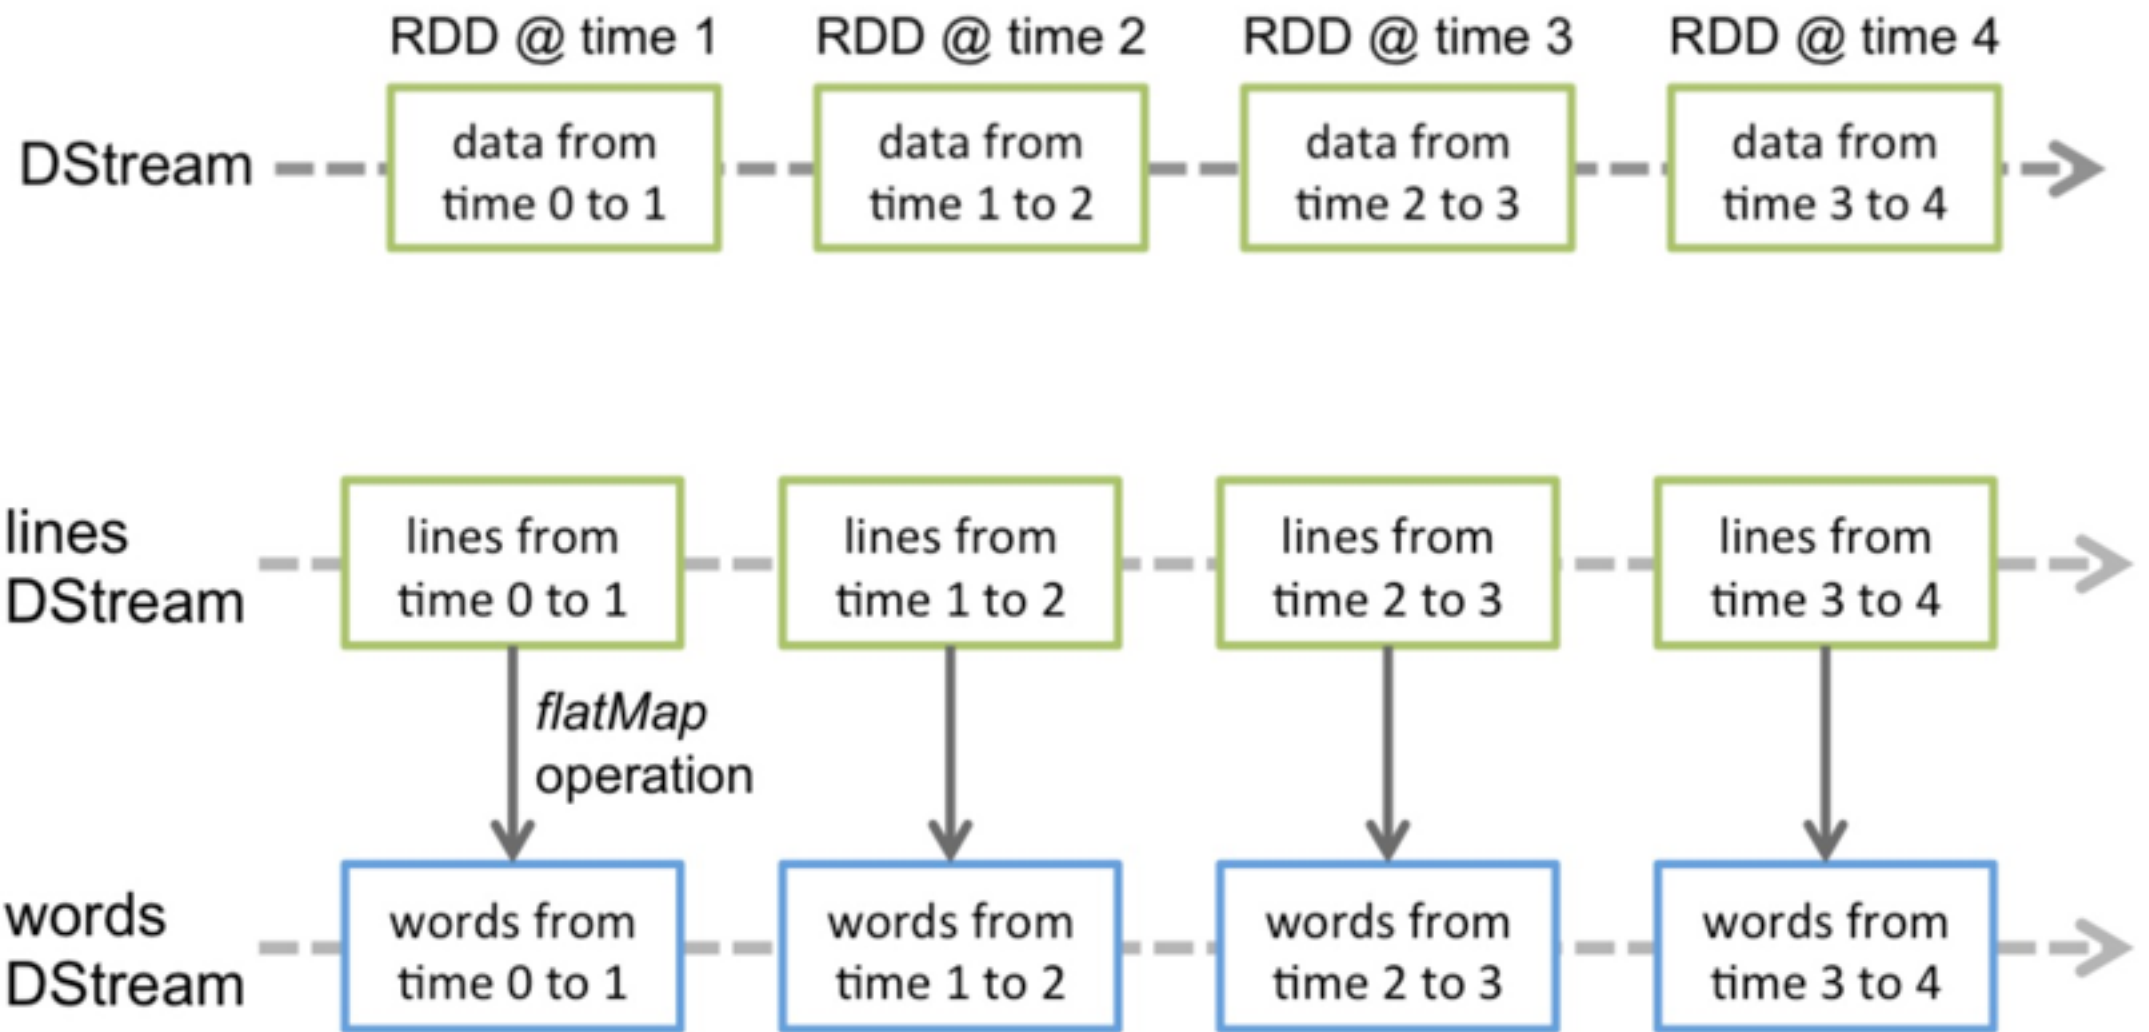 RDD @ time 1
RDD @ time 2
RDD @ time 3
RDD @ time 4
DStream
data from
time 0 to 1
data from
time 1 to 2
data from
time 2 to 3
data from
time 3 to 4
lines
DStream
lines from
time 0 to 1
lines from
time 1 to 2
lines from
time 2 to 3
lines from
time 3 to 4
flatMap
operation
words
DStream
words from
time 0 to 1
words from
time 1 to 2
words from
time 2 to 3
words from
time 3 to 4